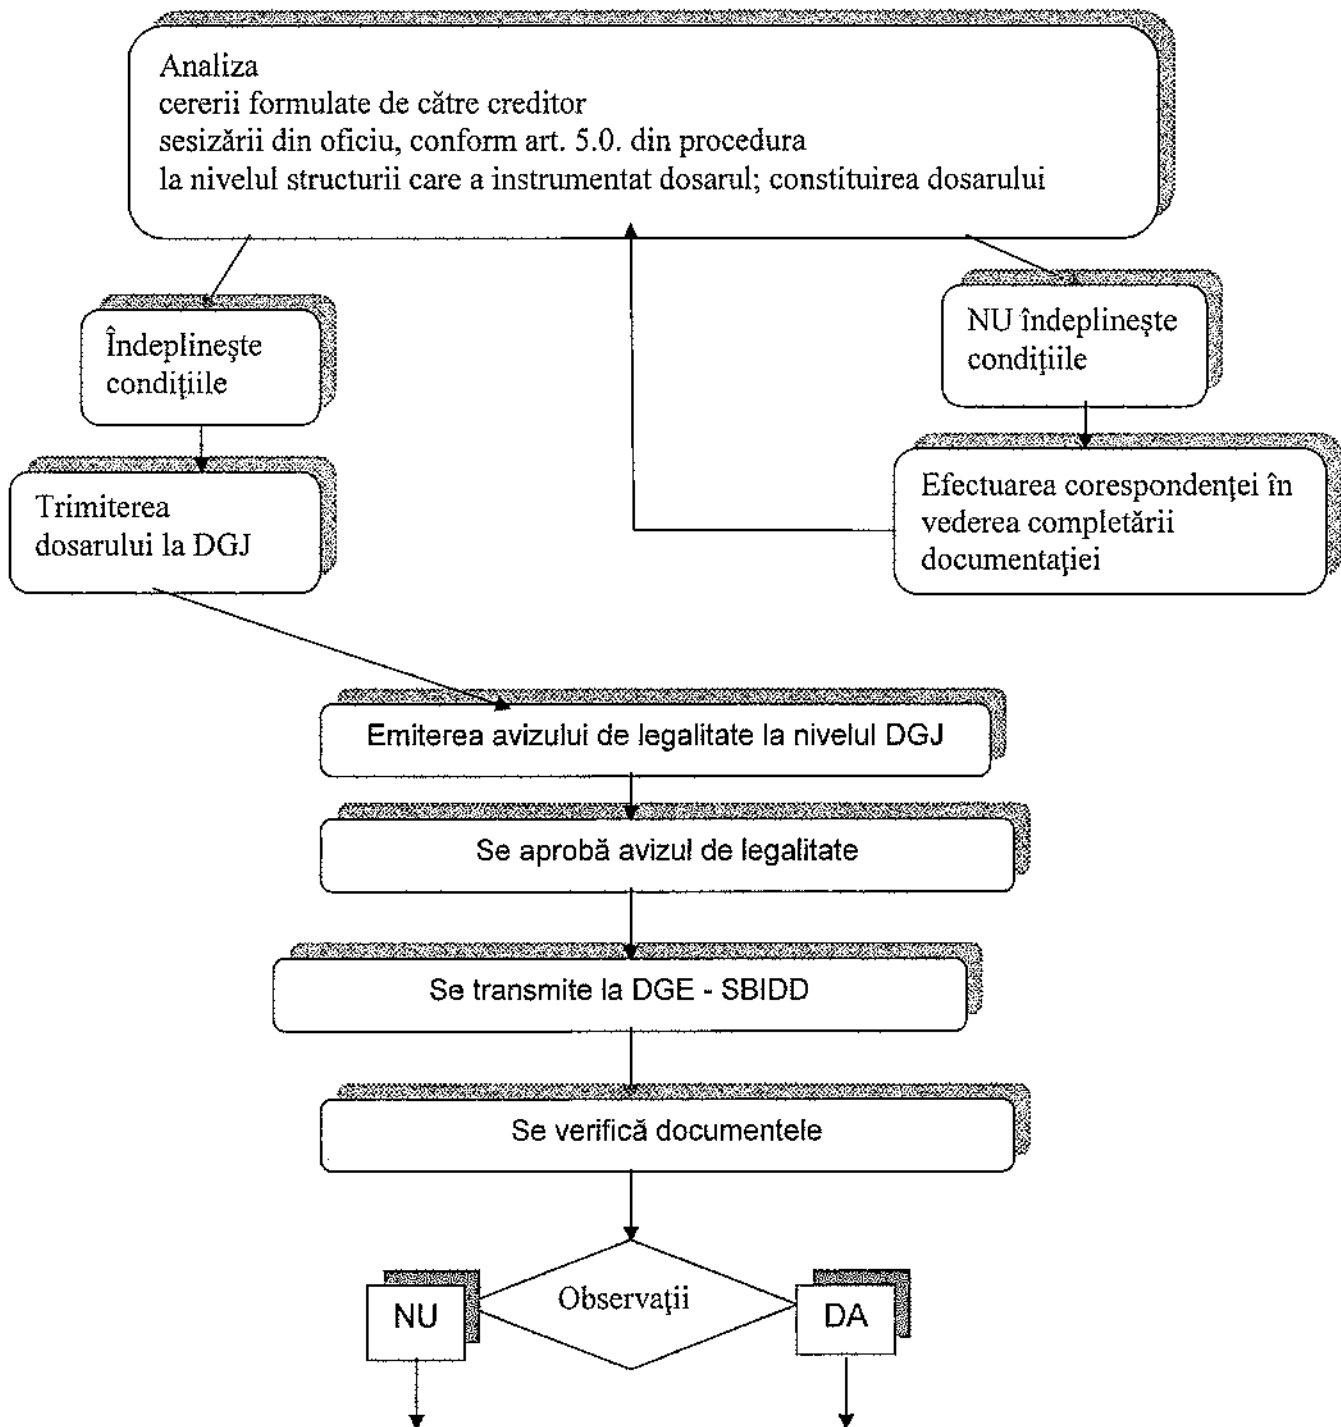 Analiza
cererii formulate de către creditor
sesizării din oficiu, conform art. 5.0. din procedura
la nivelul structurii care a instrumentat dosarul; constituirea dosarului
Îndeplineşte
condiţiile
NU îndeplineşte
condiţiile
Trimiterea
dosarului la DGJ
Efectuarea corespondenţei în
vederea completării
documentaţiei
Emiterea avizului de legalitate la nivelul DGJ
Se aprobă avizul de legalitate
Se transmite la DGE - SBIDD
Se verifică documentele
Observaţii
NU
DA